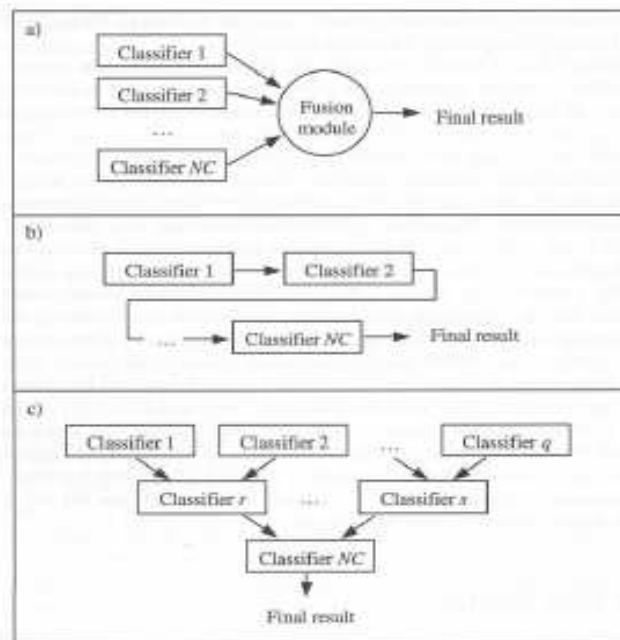 a)
Classifier 1
Classifier 2
...
Classifier NC
Fusion
module
Final result
b)
Classifier 1
Classifier 2
...
Classifier NC
Final result
c)
Classifier 1
Classifier 2
...
Classifier q
Classifier r
...
Classifier s
Classifier NC
Final result